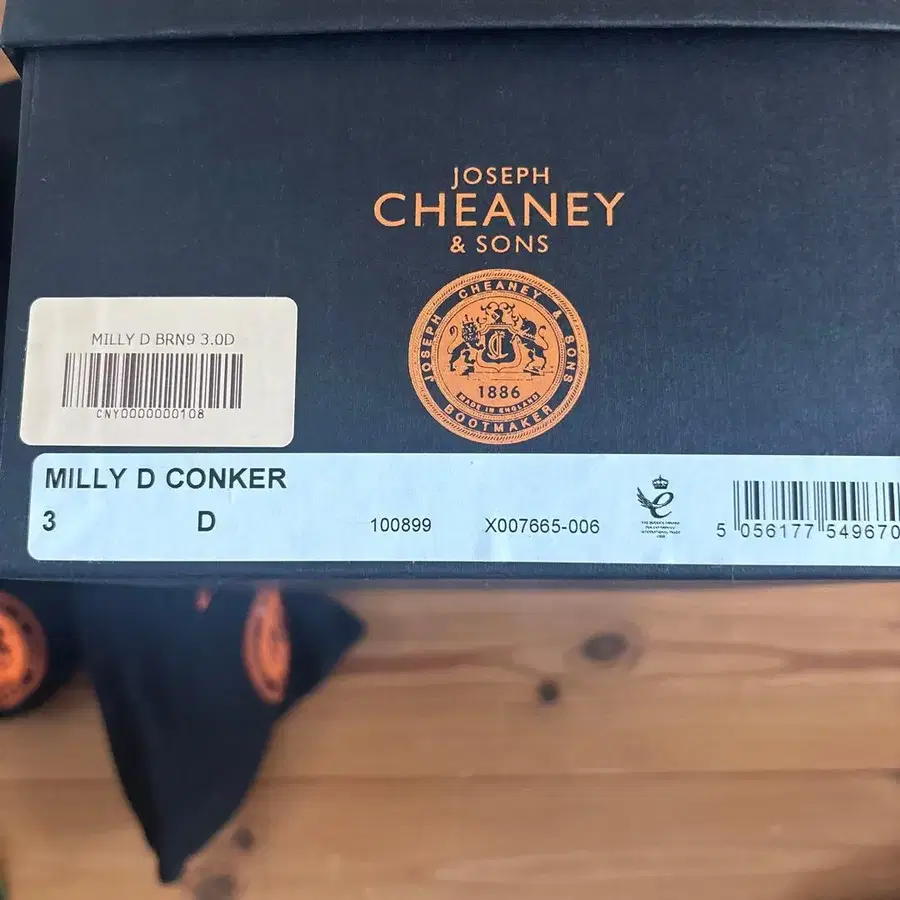 JOSEPH
CHEANEY
& SONS
JOSEPH CHEANEY & SONS
1886
MADE IN ENGLAND
BOOTMAKER
MILLY D BRN9 3.0D
CNY0000000108
MILLY D CONKER
3 D 100899 X007665-006
5 056177 549670